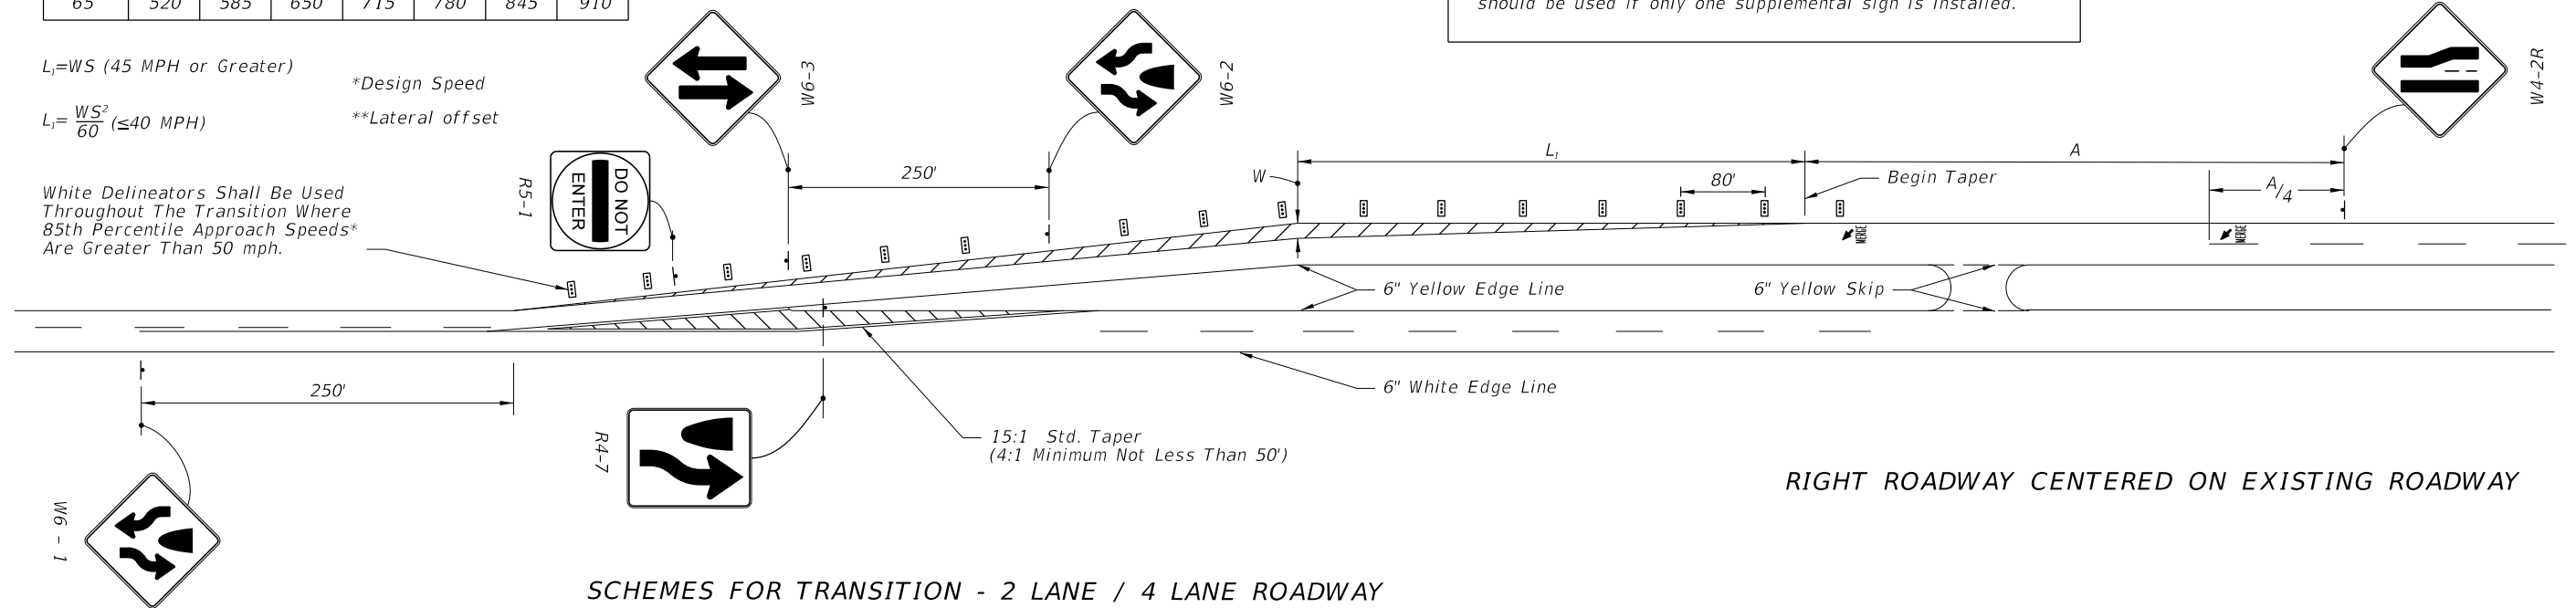 65 520 585 650 715 780 845 910
should be used if only one supplemental sign is installed.
L₁=WS (45 MPH or Greater)
*Design Speed
L₁= WS²/60 (≤40 MPH)
**Lateral offset
W6-3
W6-2
W4-2R
DO NOT
ENTER
R5-1
250'
W
L₁
A
80'
Begin Taper
A/4
White Delineators Shall Be Used
Throughout The Transition Where
85th Percentile Approach Speeds*
Are Greater Than 50 mph.
MERGE
MERGE
6" Yellow Edge Line
6" Yellow Skip
250'
6" White Edge Line
R4-7
15:1 Std. Taper
(4:1 Minimum Not Less Than 50')
W6 - 1
RIGHT ROADWAY CENTERED ON EXISTING ROADWAY
SCHEMES FOR TRANSITION - 2 LANE / 4 LANE ROADWAY